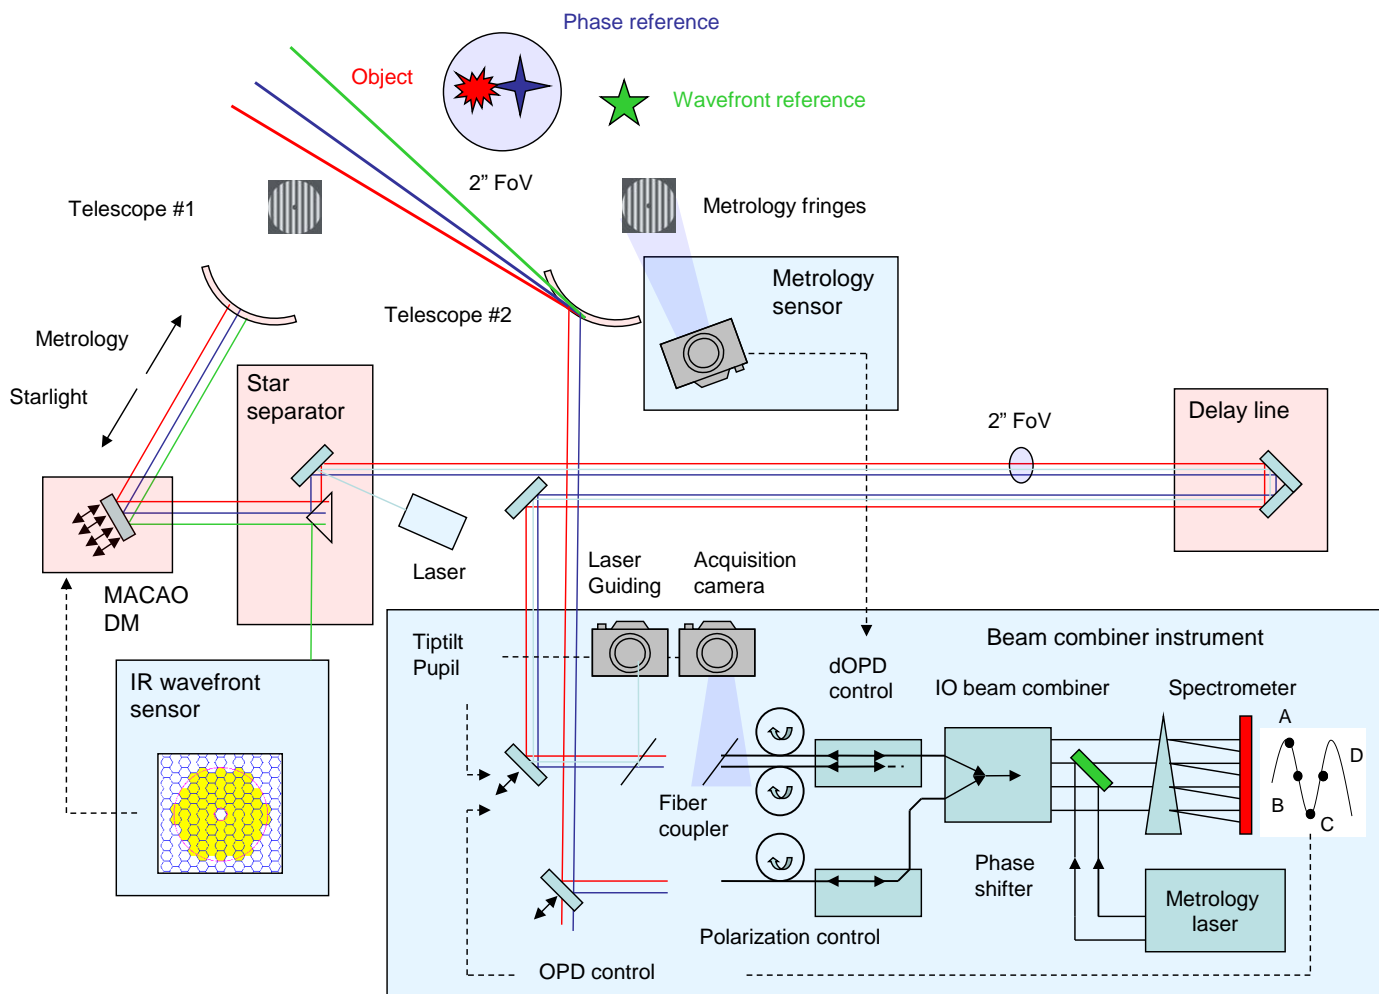 Phase reference
Object
Wavefront reference
2” FoV
Telescope #1
Metrology fringes
Metrology
sensor
Telescope #2
Metrology
Starlight
Star
separator
2” FoV
Delay line
Laser
MACAO
DM
Laser
Guiding
Acquisition
camera
Tiptilt
Pupil
Beam combiner instrument
IR wavefront
sensor
dOPD
control
IO beam combiner
Spectrometer
A
D
B
C
Fiber
coupler
Phase
shifter
Metrology
laser
Polarization control
OPD control